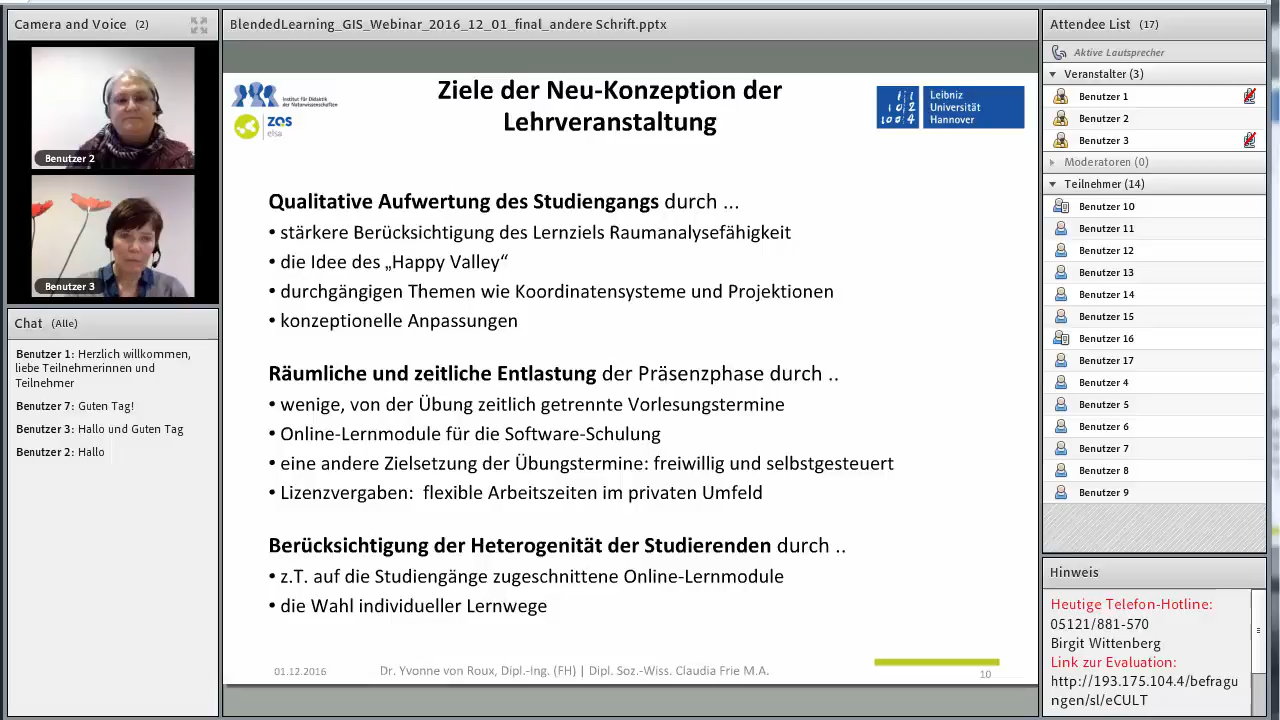 Camera and Voice (2)
Benutzer 2
Benutzer 3
Chat (Alle)
Benutzer 1: Herzlich willkommen,
liebe Teilnehmerinnen und
Teilnehmer
Benutzer 7: Guten Tag!
Benutzer 3: Hallo und Guten Tag
Benutzer 2: Hallo
BlendedLearning_GIS_Webinar_2016_12_01_final_andere Schrift.pptx
Institut für Didaktik
der Naturwissenschaften
ZQS
elsa
Ziele der Neu-Konzeption der
Lehrveranstaltung
Leibniz
Universität
Hannover
Qualitative Aufwertung des Studiengangs durch ...
• stärkere Berücksichtigung des Lernziels Raumanalysefähigkeit
• die Idee des „Happy Valley“
• durchgängigen Themen wie Koordinatensysteme und Projektionen
• konzeptionelle Anpassungen
Räumliche und zeitliche Entlastung der Präsenzphase durch ..
• wenige, von der Übung zeitlich getrennte Vorlesungstermine
• Online-Lernmodule für die Software-Schulung
• eine andere Zielsetzung der Übungstermine: freiwillig und selbstgesteuert
• Lizenzvergaben: flexible Arbeitszeiten im privaten Umfeld
Berücksichtigung der Heterogenität der Studierenden durch ..
• z.T. auf die Studiengänge zugeschnittene Online-Lernmodule
• die Wahl individueller Lernwege
01.12.2016
Dr. Yvonne von Roux, Dipl.-Ing. (FH) | Dipl. Soz.-Wiss. Claudia Frie M.A.
10
Attendee List (17)
Aktive Lautsprecher
Veranstalter (3)
Benutzer 1
Benutzer 2
Benutzer 3
Moderatoren (0)
Teilnehmer (14)
Benutzer 10
Benutzer 11
Benutzer 12
Benutzer 13
Benutzer 14
Benutzer 15
Benutzer 16
Benutzer 17
Benutzer 4
Benutzer 5
Benutzer 6
Benutzer 7
Benutzer 8
Benutzer 9
Hinweis
Heutige Telefon-Hotline:
05121/881-570
Birgit Wittenberg
Link zur Evaluation:
http://193.175.104.4/befragu
ngen/sl/eCULT